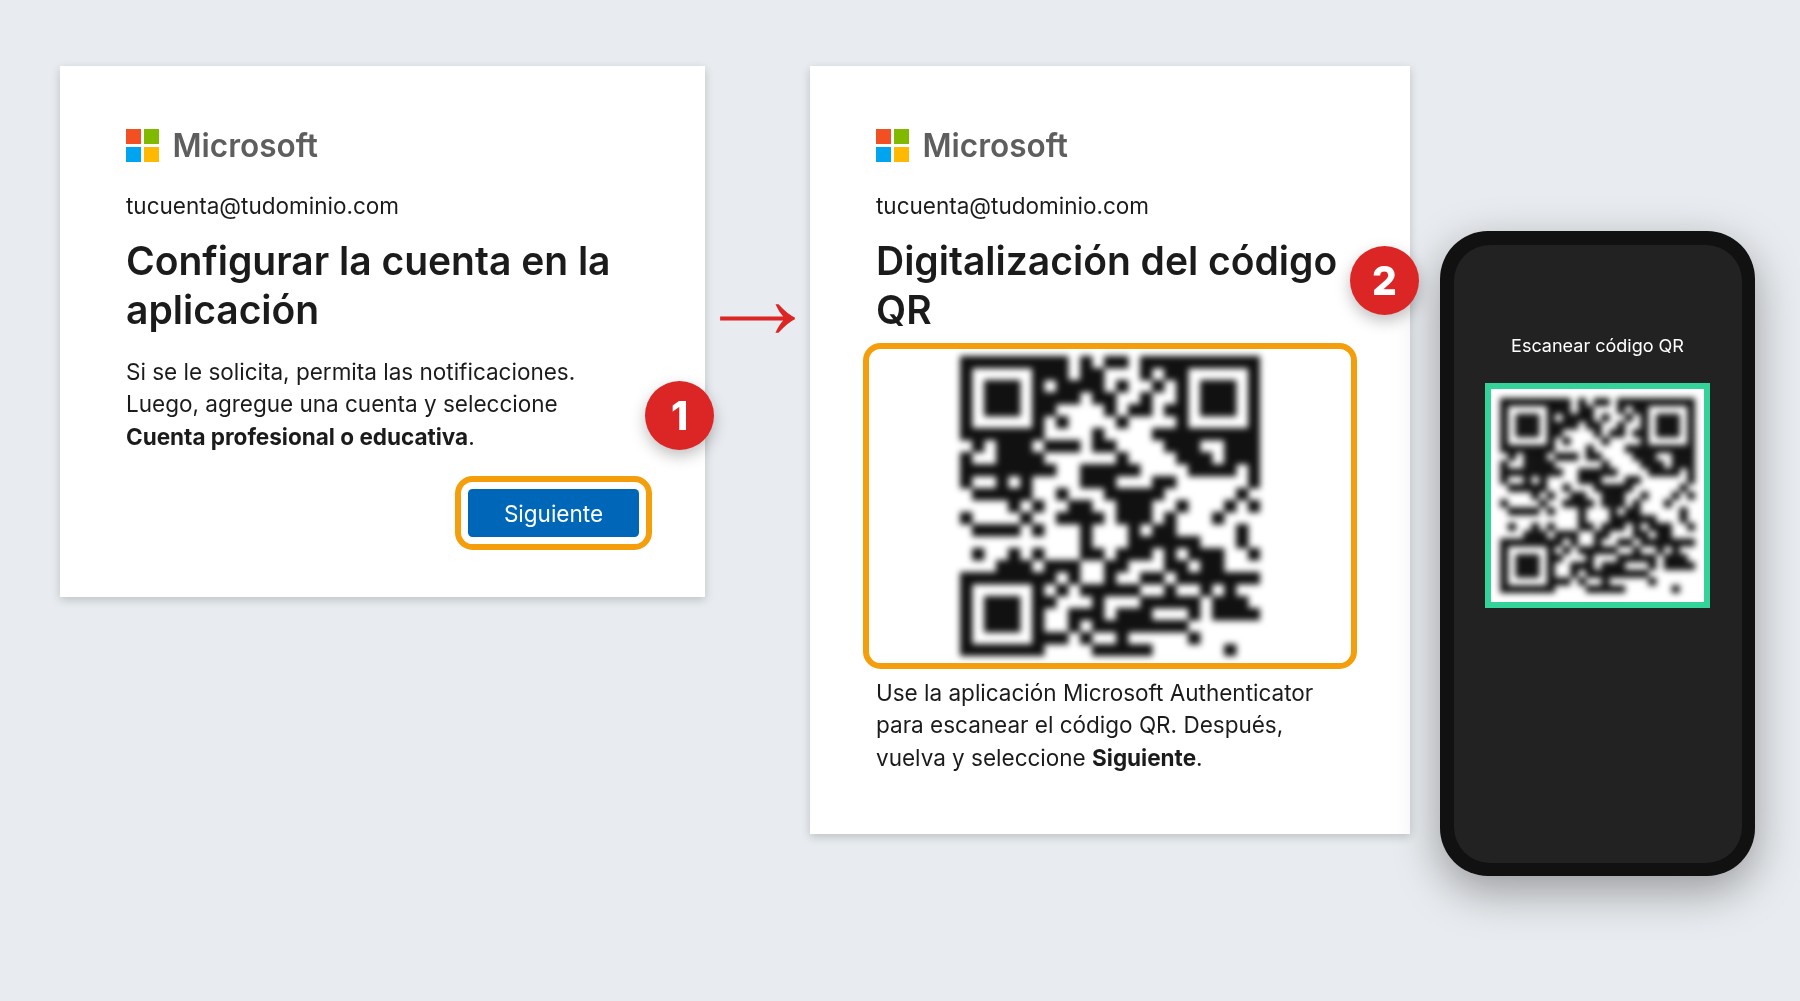 Microsoft
tucuenta@tudominio.com
Configurar la cuenta en la
aplicación
Si se le solicita, permita las notificaciones.
Luego, agregue una cuenta y seleccione
Cuenta profesional o educativa.
1
Siguiente
→
Microsoft
tucuenta@tudominio.com
Digitalización del código
QR
2
Use la aplicación Microsoft Authenticator
para escanear el código QR. Después,
vuelva y seleccione Siguiente.
Escanear código QR